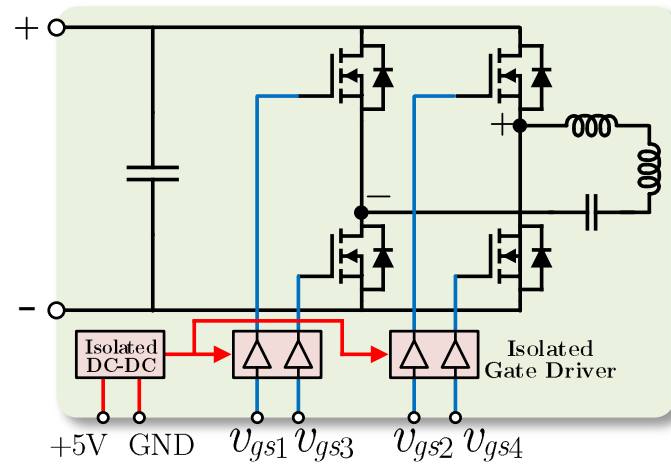 +
+
−
-
Isolated
DC-DC
Isolated
Gate Driver
+5V GND vgs1 vgs3 vgs2 vgs4